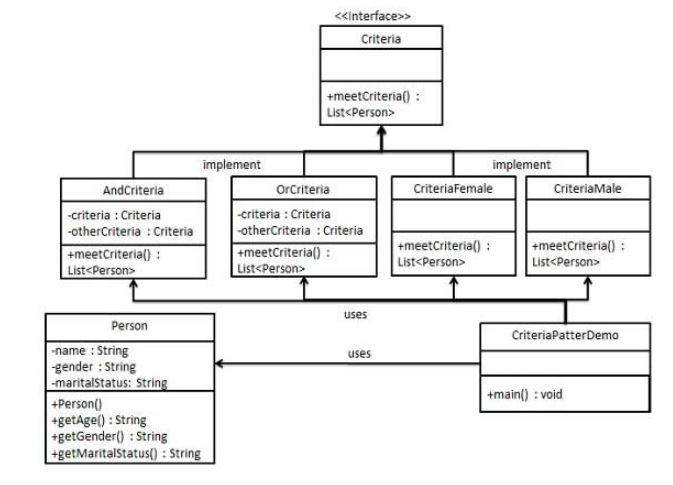 <<Interface>>
Criteria
+meetCriteria() :
List<Person>
implement
implement
AndCriteria
-criteria : Criteria
-otherCriteria : Criteria
+meetCriteria() :
List<Person>
OrCriteria
-criteria : Criteria
-otherCriteria : Criteria
+meetCriteria() :
List<Person>
CriteriaFemale
+meetCriteria() :
List<Person>
CriteriaMale
+meetCriteria() :
List<Person>
uses
Person
-name : String
-gender : String
-maritalStatus: String
+Person()
+getAge() : String
+getGender() : String
+getMaritalStatus() : String
uses
CriteriaPatterDemo
+main() : void